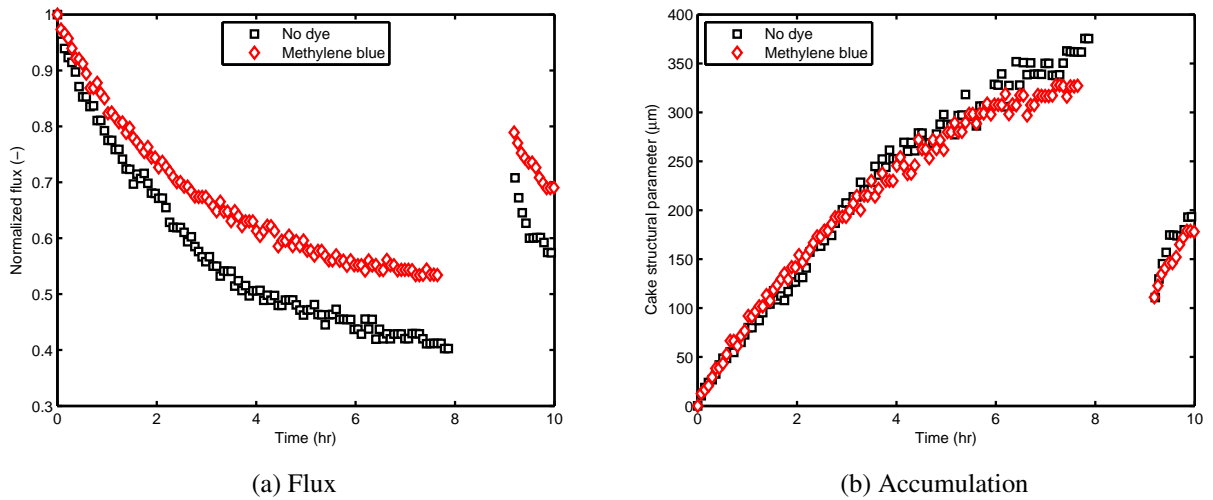 1
0.9
0.8
0.7
0.6
0.5
0.4
0.3
0 2 4 6 8 10
Normalized flux (−)
Time (hr)
No dye
Methylene blue
(a) Flux
400
350
300
250
200
150
100
50
0
0 2 4 6 8 10
Cake structural parameter (μm)
Time (hr)
No dye
Methylene blue
(b) Accumulation